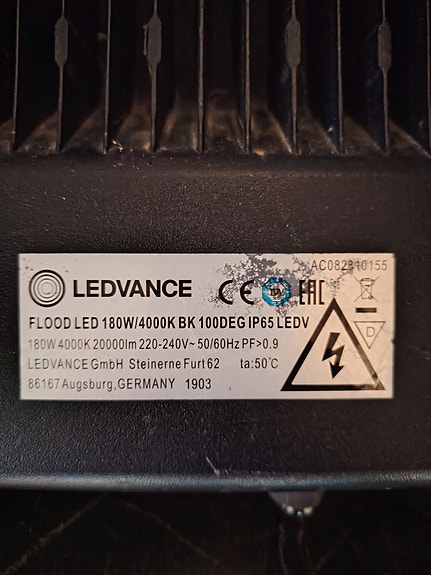 AC082810155
LEDVANCE CE EAC
FLOOD LED 180W/4000K BK 100DEG IP65 LEDV
180W 4000K 20000lm 220-240V~ 50/60Hz PF>0.9
LEDVANCE GmbH Steinerne Furt 62 ta:50℃
86167 Augsburg, GERMANY 1903
D